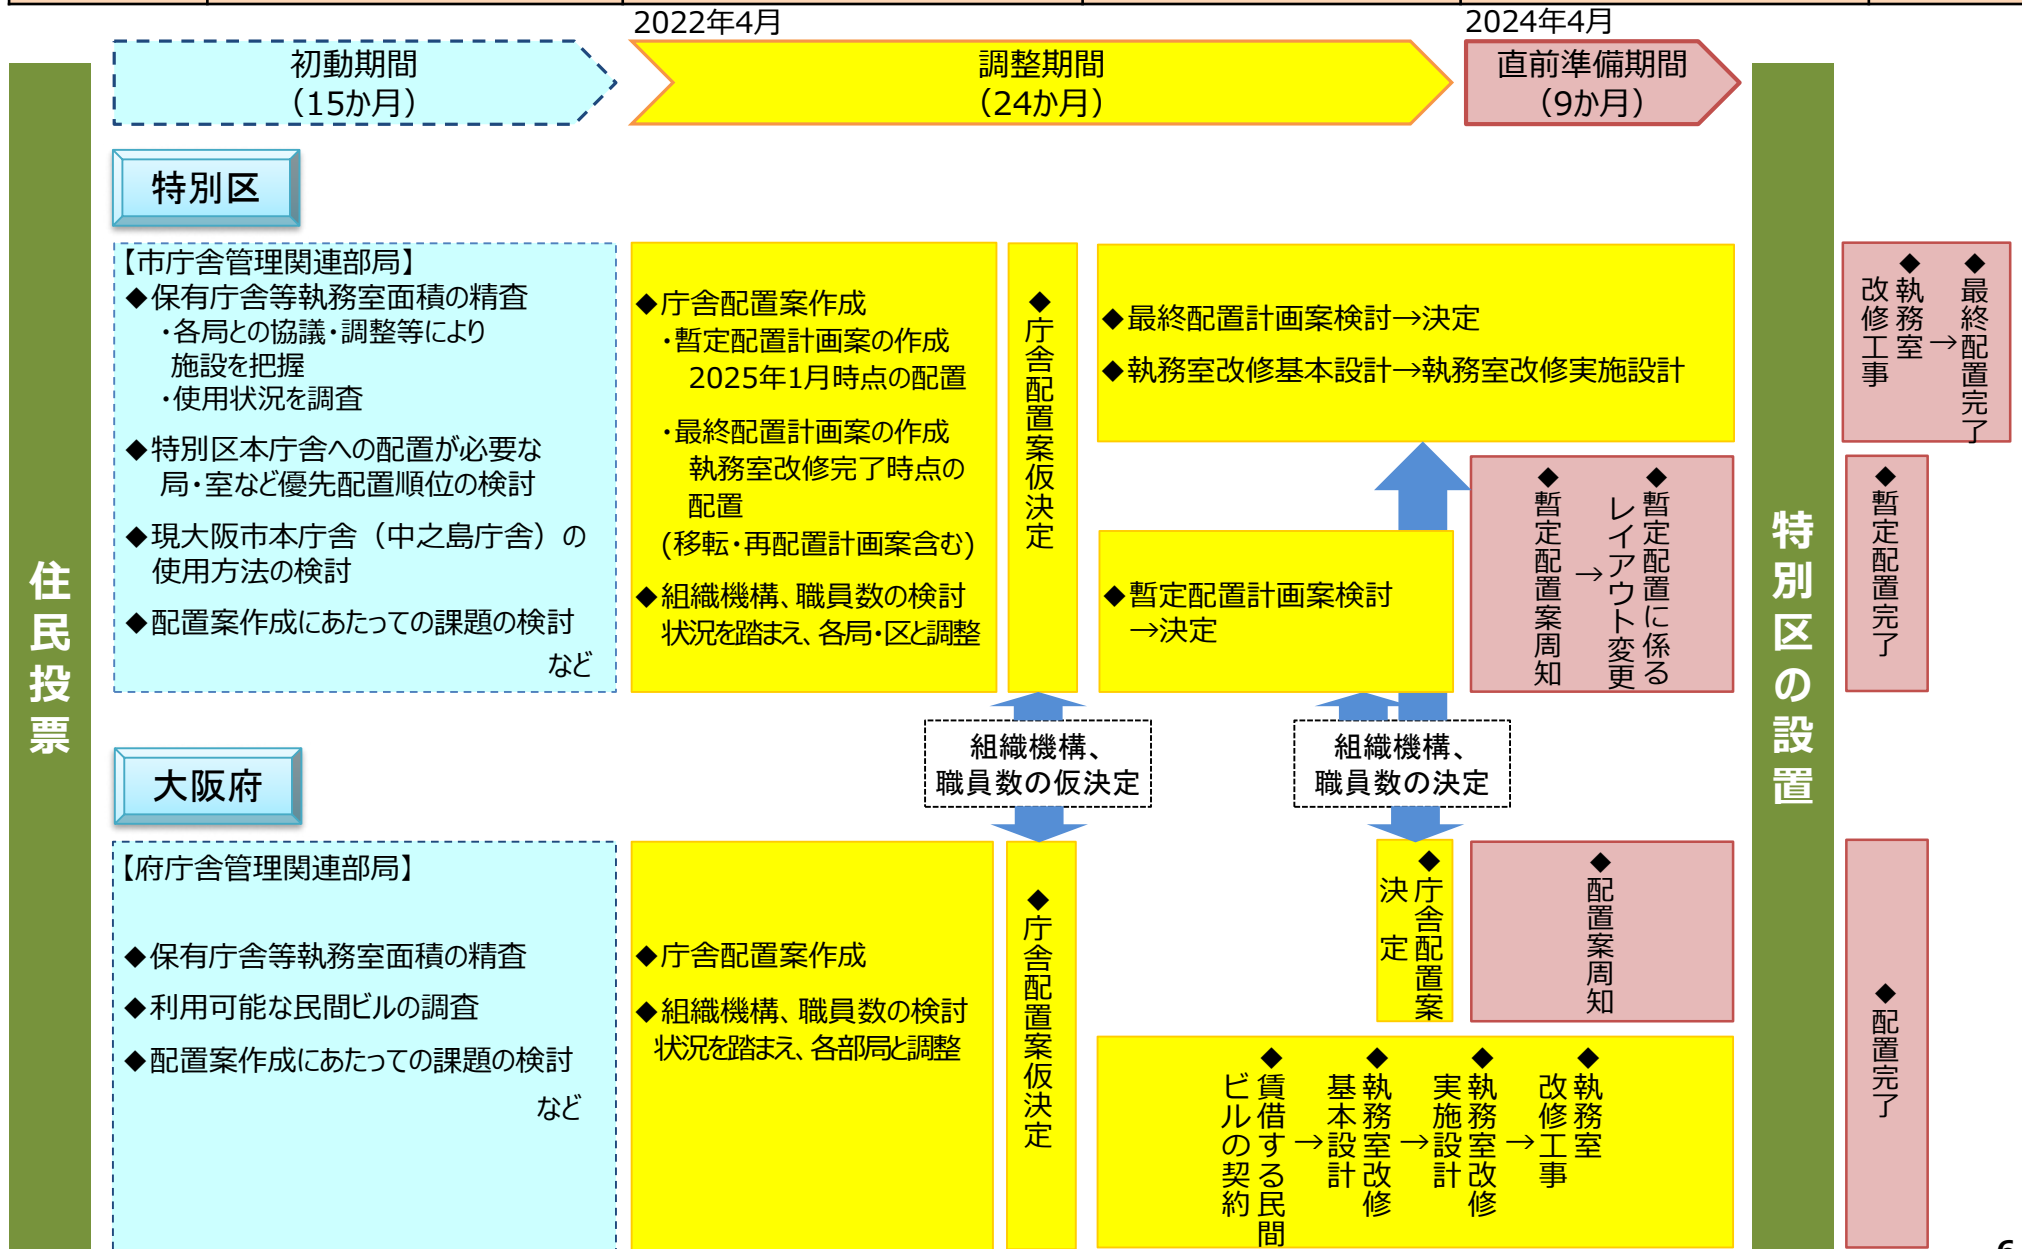 2022年4月
2024年4月
初動期間
（15か月）
調整期間
（24か月）
直前準備期間
（9か月）
住民投票
特別区
【市庁舎管理関連部局】
◆保有庁舎等執務室面積の精査
・各局との協議・調整等により
施設を把握
・使用状況を調査
◆特別区本庁舎への配置が必要な
局・室など優先配置順位の検討
◆現大阪市本庁舎（中之島庁舎）の
使用方法の検討
◆配置案作成にあたっての課題の検討
など
◆庁舎配置案作成
・暫定配置計画案の作成
2025年1月時点の配置
・最終配置計画案の作成
執務室改修完了時点の
配置
(移転・再配置計画案含む)
◆組織機構、職員数の検討
状況を踏まえ、各局・区と調整
◆庁舎配置案仮決定
◆最終配置計画案検討→決定
◆執務室改修基本設計→執務室改修実施設計
◆暫定配置計画案検討
→決定
◆暫定配置案周知
→
◆暫定配置に係る
レイアウト変更
特別区の設置
◆執務室
改修工事
→
◆最終配置完了
◆暫定配置完了
組織機構、
職員数の仮決定
組織機構、
職員数の決定
大阪府
【府庁舎管理関連部局】
◆保有庁舎等執務室面積の精査
◆利用可能な民間ビルの調査
◆配置案作成にあたっての課題の検討
など
◆庁舎配置案作成
◆組織機構、職員数の検討
状況を踏まえ、各部局と調整
◆庁舎配置案仮決定
◆庁舎配置案
決定
◆配置案周知
◆賃借する民間
ビルの契約
→
◆執務室改修
基本設計
→
◆執務室改修
実施設計
→
◆執務室
改修工事
◆配置完了